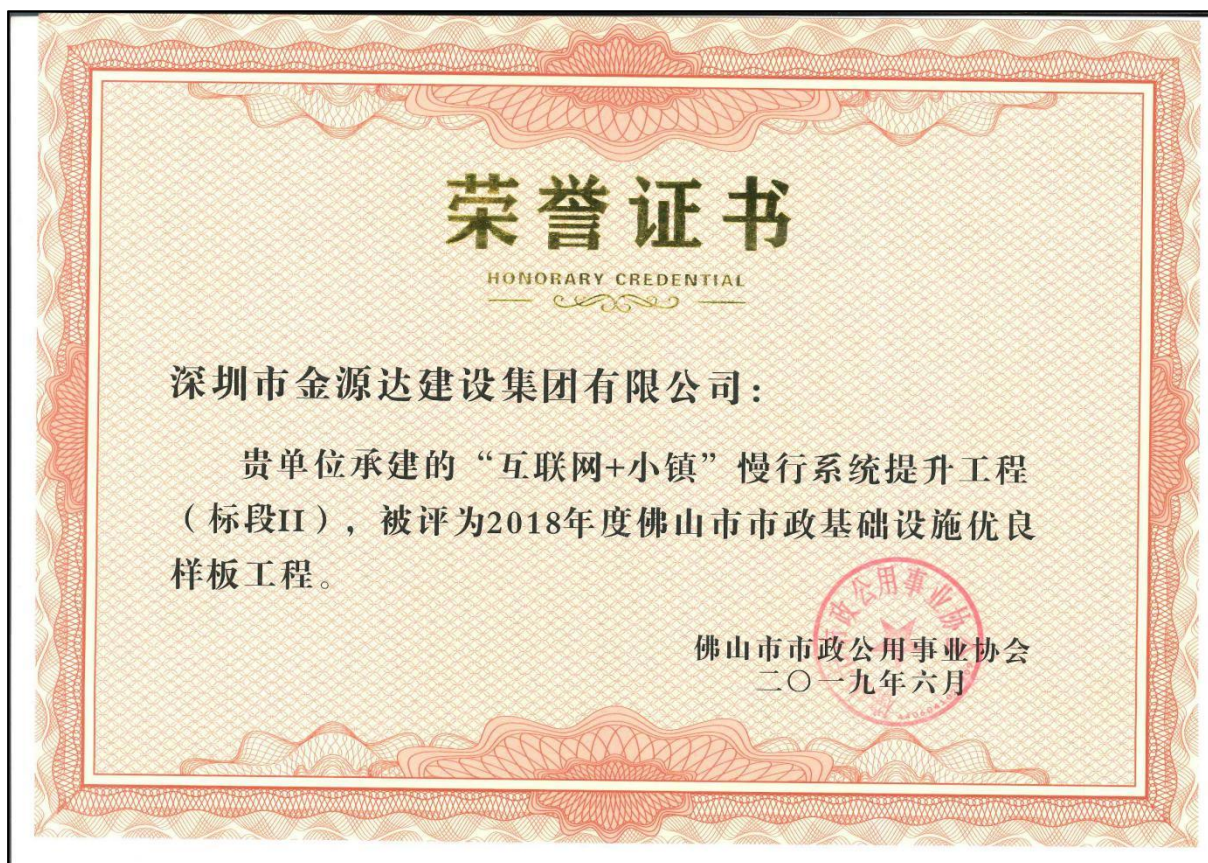 荣誉证书
HONORARY CREDENTIAL
深圳市金源达建设集团有限公司：
贵单位承建的“互联网+小镇”慢行系统提升工程
（标段II），被评为2018年度佛山市市政基础设施优良
样板工程。
佛山市市政公用事业协会
二〇一九年六月